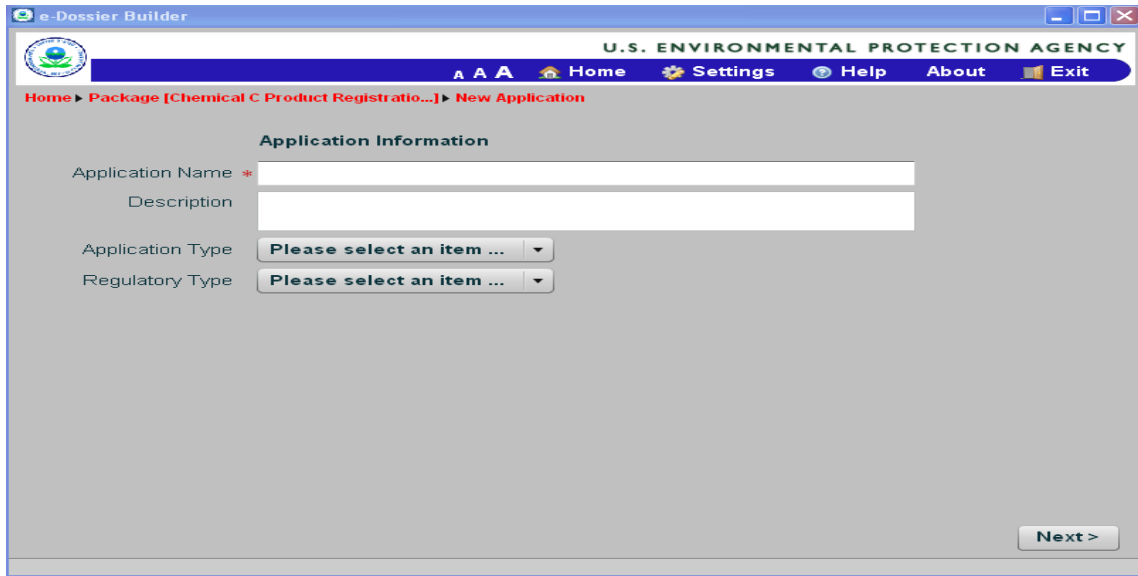 e-Dossier Builder
U.S. ENVIRONMENTAL PROTECTION AGENCY
A A A Home Settings Help About Exit
Home ▸ Package [Chemical C Product Registratio...] ▸ New Application
Application Information
Application Name *
Description
Application Type Please select an item ...
Regulatory Type Please select an item ...
Next >